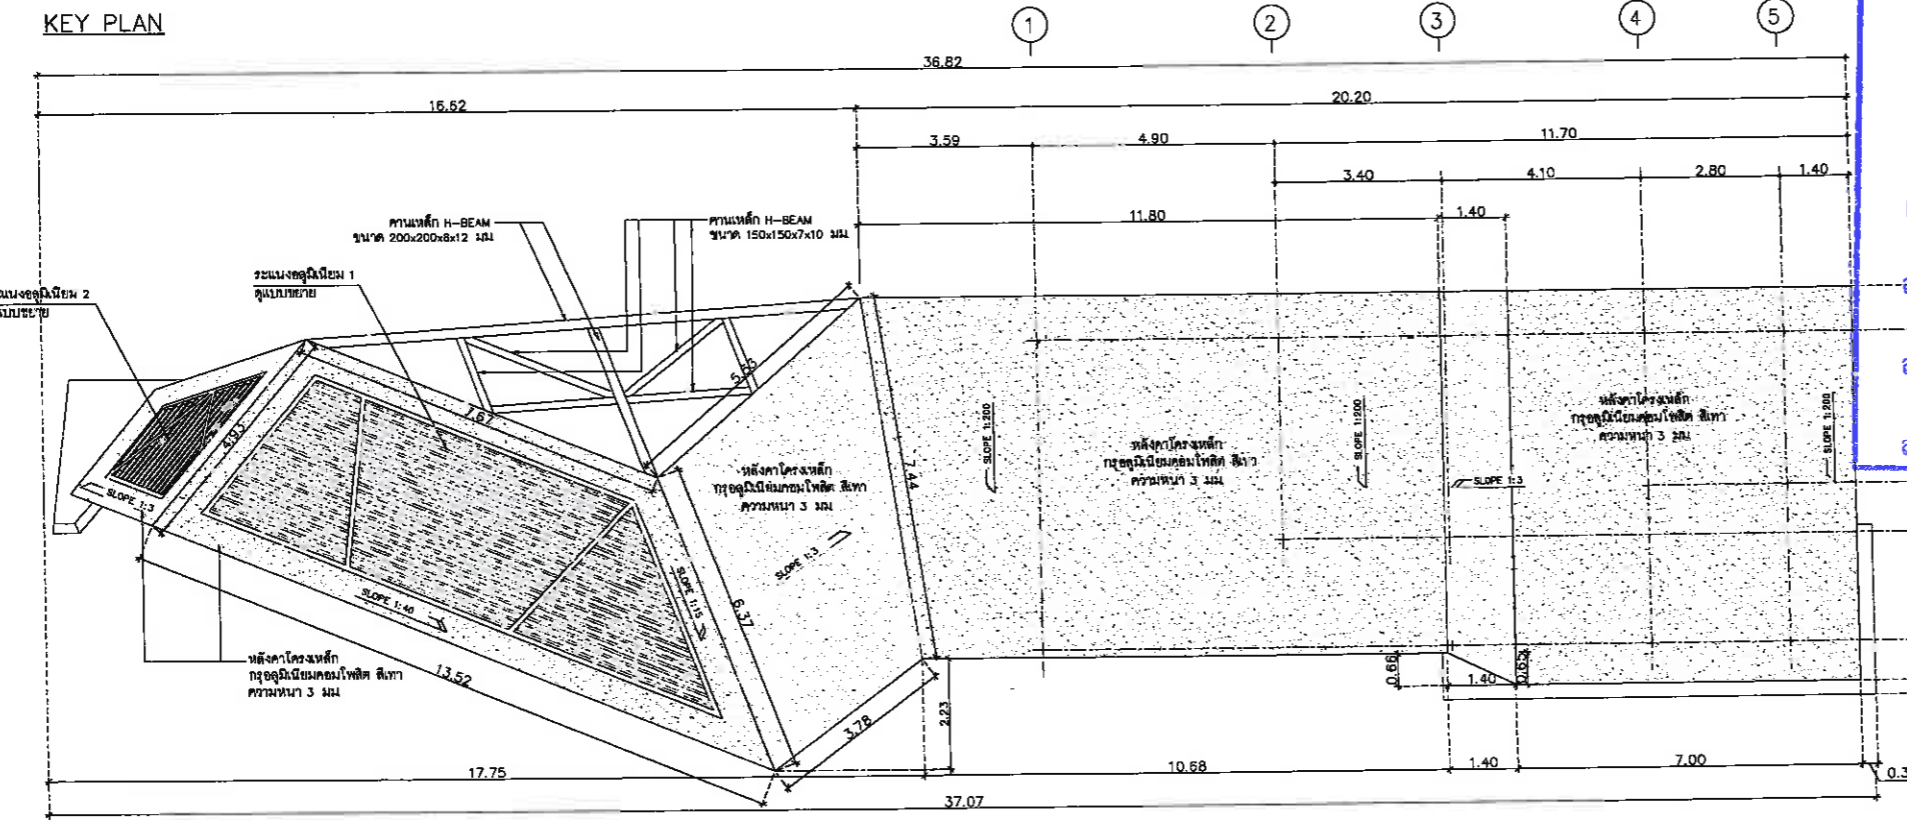 KEY PLAN
1
2
3
4
5
36.82
16.62
20.20
3.59
4.90
11.70
3.40
4.10
2.80
1.40
11.80
1.40
คานเหล็ก H-BEAM
ขนาด 200x200x8x12 มม
คานเหล็ก H-BEAM
ขนาด 150x150x7x10 มม
ระแนงอลูมิเนียม 1
ดูแบบขยาย
แนงอลูมิเนียม 2
แบบขยาย
4.93
7.67
5.63
7.44
6.37
SLOPE 1:3
SLOPE 1:40
SLOPE 1:15
SLOPE 1:3
SLOPE 1:200
SLOPE 1:200
SLOPE 1:3
SLOPE 1:200
หลังคาโครงเหล็ก
กรุอลูมิเนียมคอมโพสิต สีเทา
ความหนา 3 มม
หลังคาโครงเหล็ก
กรุอลูมิเนียมคอมโพสิต สีเทา
ความหนา 3 มม
หลังคาโครงเหล็ก
กรุอลูมิเนียมคอมโพสิต สีเทา
ความหนา 3 มม
หลังคาโครงเหล็ก
กรุอลูมิเนียมคอมโพสิต สีเทา
ความหนา 3 มม
13.52
3.78
2.23
0.66
1.40
0.65
17.75
10.68
1.40
7.00
0.3
37.07